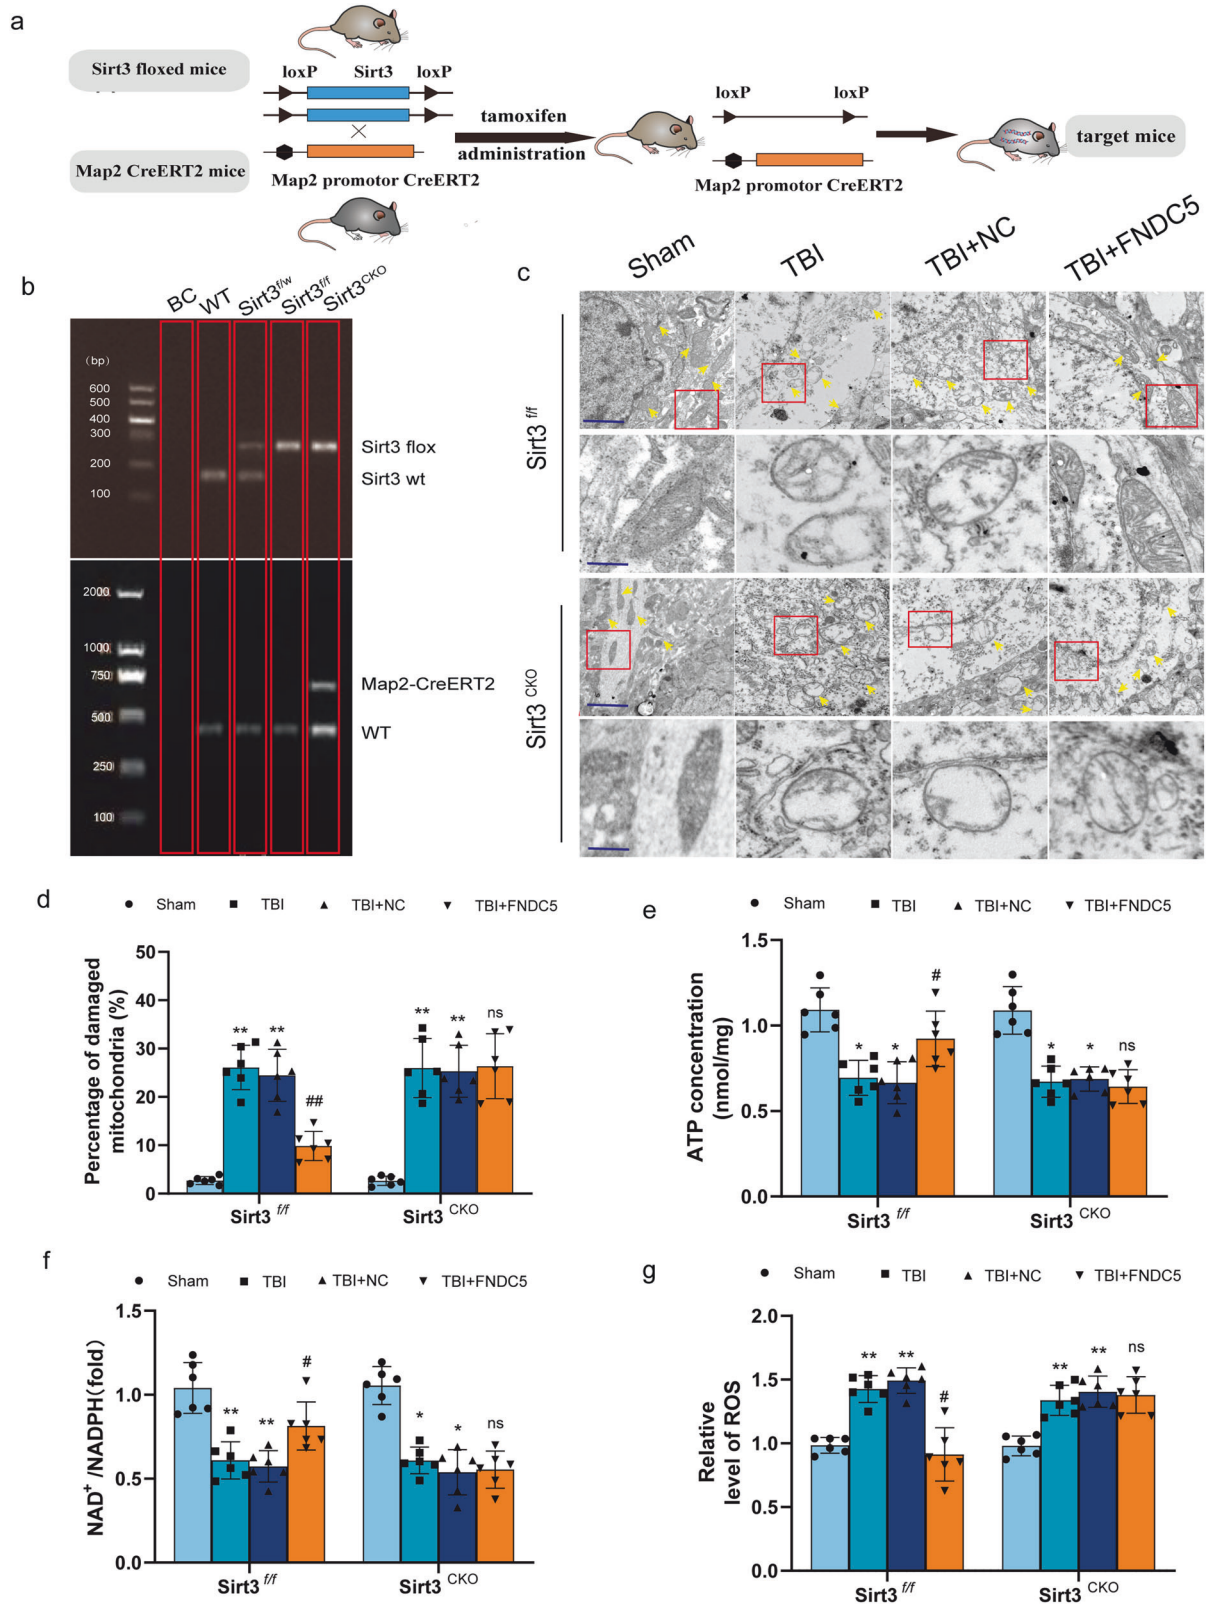 a
Sirt3 floxed mice
loxP Sirt3 loxP
Map2 CreERT2 mice
Map2 promotor CreERT2
tamoxifen
administration
loxP loxP
Map2 promotor CreERT2
target mice
b
BC WT Sirt3f/w Sirt3f/f Sirt3CKO
(bp)
600
500
400
300
200
100
Sirt3 flox
Sirt3 wt
2000
1000
750
500
250
100
Map2-CreERT2
WT
c
Sham TBI TBI+NC TBI+FNDC5
Sirt3 f/f
Sirt3 CKO
d
Sham TBI TBI+NC TBI+FNDC5
Percentage of damaged
mitochondria (%)
50
40
30
20
10
0
** ** ##
** ** ns
Sirt3 f/f Sirt3 CKO
e
Sham TBI TBI+NC TBI+FNDC5
ATP concentration
(nmol/mg)
1.5
1.0
0.5
0.0
* * #
* * ns
Sirt3 f/f Sirt3 CKO
f
Sham TBI TBI+NC TBI+FNDC5
NAD+ /NADPH(fold)
1.5
1.0
0.5
0.0
** ** #
* * ns
Sirt3 f/f Sirt3 CKO
g
Sham TBI TBI+NC TBI+FNDC5
Relative
level of ROS
2.0
1.5
1.0
0.5
0.0
** ** #
** ** ns
Sirt3 f/f Sirt3 CKO